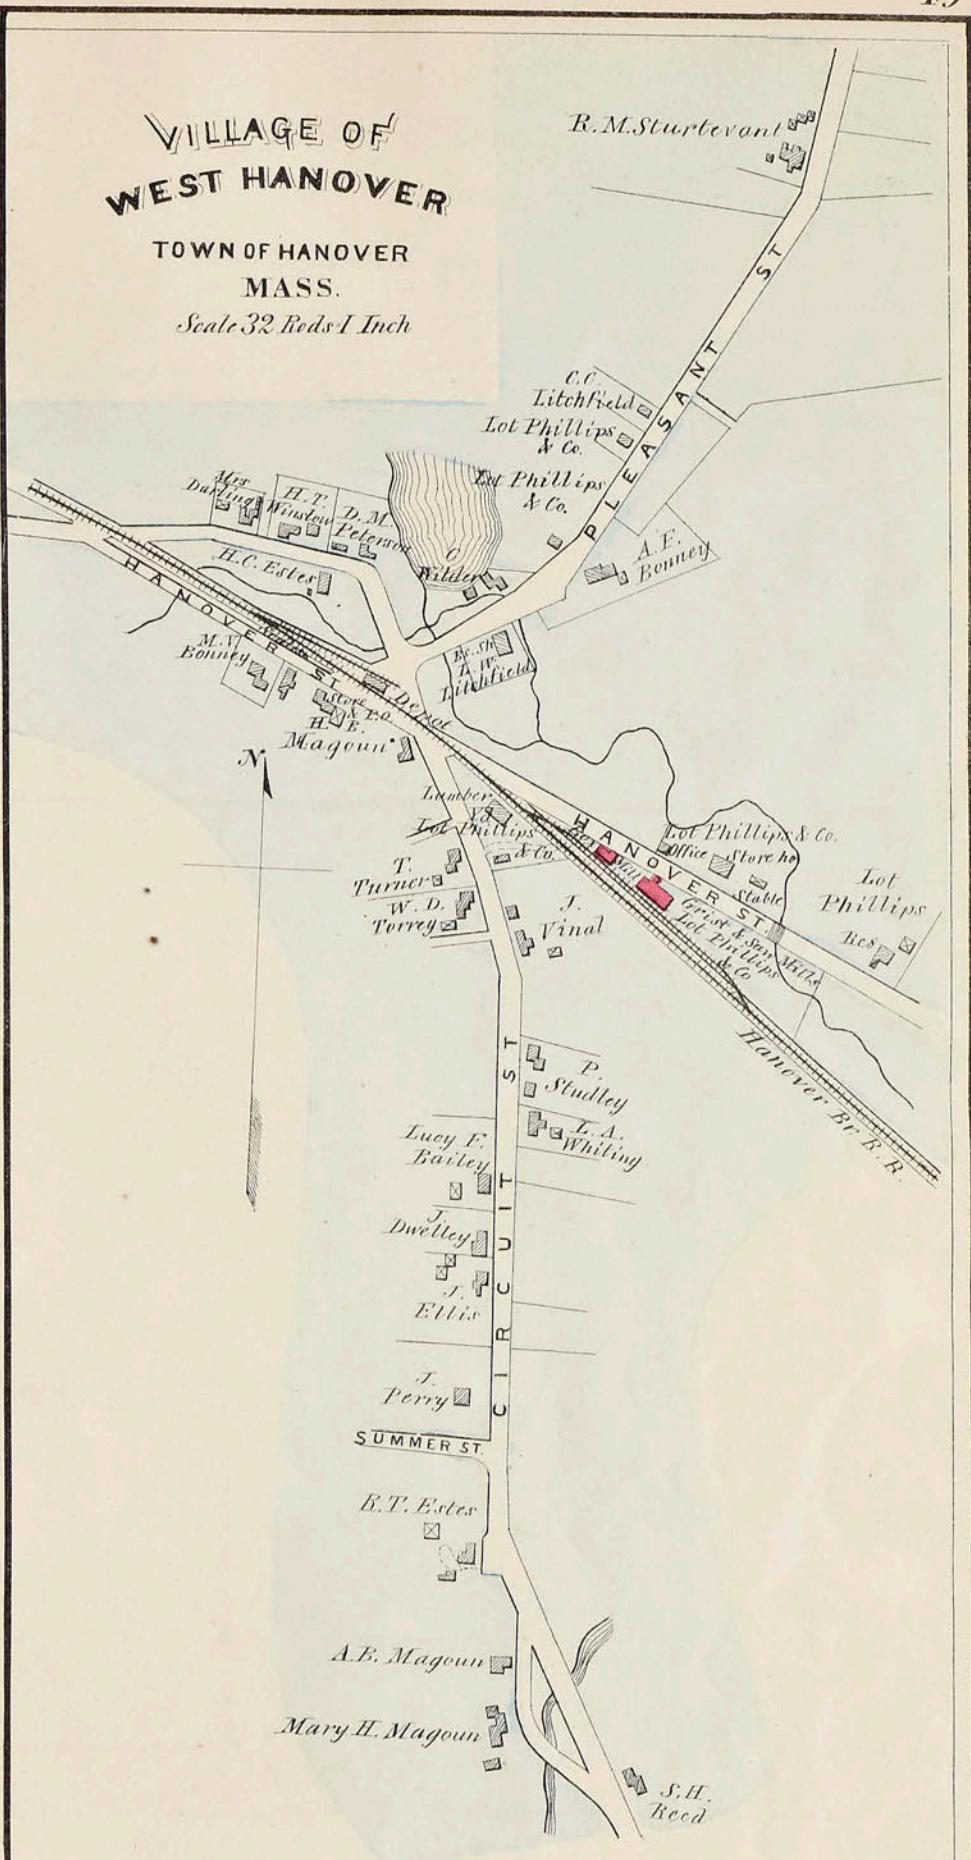 VILLAGE OF
WEST HANOVER
TOWN OF HANOVER
MASS.
Scale 32 Rods 1 Inch
R. M. Sturtevant
PLEASANT ST
C. C.
Litchfield
Lot Phillips
& Co.
Lot Phillips
& Co.
A. F.
Bonney
Mrs
Darling
H. T.
Winslow
D. M.
Peterson
C
Wilder
H. C. Estes
HANOVER ST
M. V.
Bonney
Bs. Sh.
L. W.
Litchfield
Depot
Store
& P.O.
H. B.
Magoun
N
Lumber
Yd
Lot Phillips
& Co.
HANOVER ST.
Box Mill
Lot Phillips & Co.
Office
Store ho
Stable
Grist & Saw Mills
Lot Phillips
& Co
Lot
Phillips
Res
T.
Turner
W. D.
Torrey
J.
Vinal
Hanover Br. R. R.
P.
Studley
L. A.
Whiting
Lucy F.
Bailey
J.
Dwelley
J.
Ellis
CIRCUIT ST
J.
Perry
SUMMER ST.
R. T. Estes
A. B. Magoun
Mary H. Magoun
S. H.
Reed